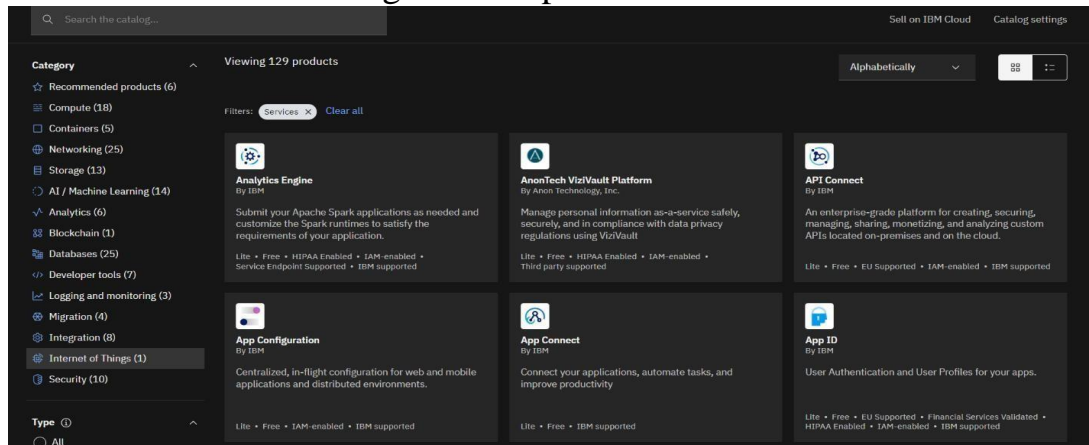 Search the catalog...
Sell on IBM Cloud
Catalog settings
Category
Recommended products (6)
Compute (18)
Containers (5)
Networking (25)
Storage (13)
AI / Machine Learning (14)
Analytics (6)
Blockchain (1)
Databases (25)
Developer tools (7)
Logging and monitoring (3)
Migration (4)
Integration (8)
Internet of Things (1)
Security (10)
Type
All
Viewing 129 products
Alphabetically
Filters: Services × Clear all
Analytics Engine
By IBM
Submit your Apache Spark applications as needed and
customize the Spark runtimes to satisfy the
requirements of your application.
Lite • Free • HIPAA Enabled • IAM-enabled •
Service Endpoint Supported • IBM supported
AnonTech ViziVault Platform
By Anon Technology, Inc.
Manage personal information as-a-service safely,
securely, and in compliance with data privacy
regulations using ViziVault
Lite • Free • HIPAA Enabled • IAM-enabled •
Third party supported
API Connect
By IBM
An enterprise-grade platform for creating, securing,
managing, sharing, monetizing, and analyzing custom
APIs located on-premises and on the cloud.
Lite • Free • EU Supported • IAM-enabled • IBM supported
App Configuration
By IBM
Centralized, in-flight configuration for web and mobile
applications and distributed environments.
Lite • Free • IAM-enabled • IBM supported
App Connect
By IBM
Connect your applications, automate tasks, and
improve productivity
Lite • Free • IBM supported
App ID
By IBM
User Authentication and User Profiles for your apps.
Lite • Free • EU Supported • Financial Services Validated •
HIPAA Enabled • IAM-enabled • IBM supported